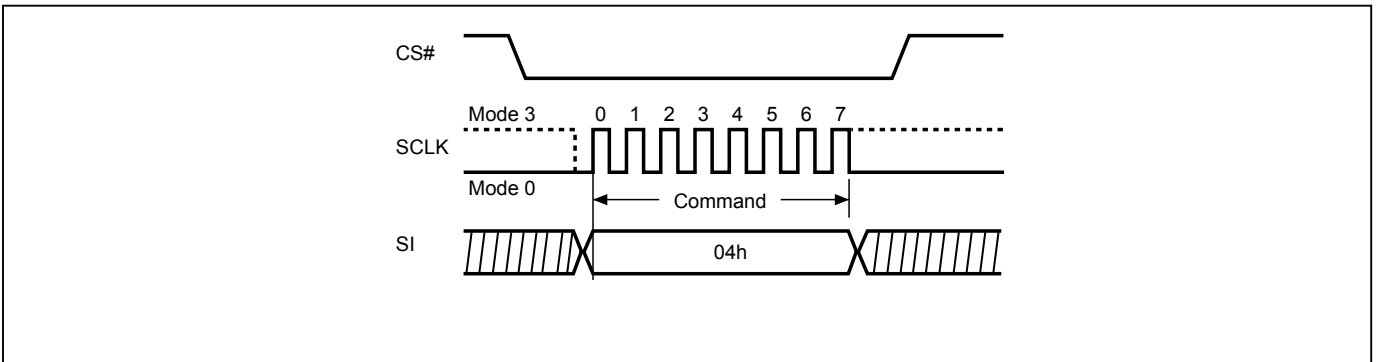 CS#
Mode 3 0 1 2 3 4 5 6 7
SCLK
Mode 0
Command
SI
04h